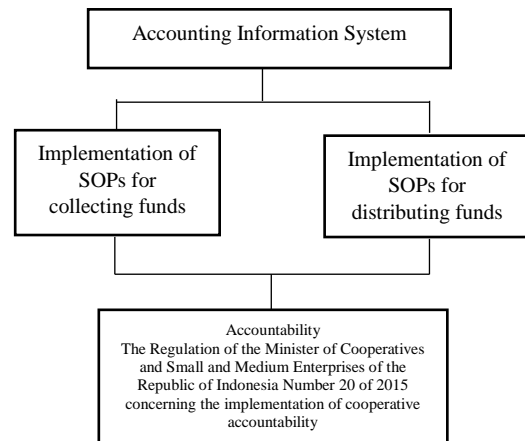 Accounting Information System
Implementation of
SOPs for
collecting funds
Implementation of
SOPs for
distributing funds
Accountability
The Regulation of the Minister of Cooperatives
and Small and Medium Enterprises of the
Republic of Indonesia Number 20 of 2015
concerning the implementation of cooperative
accountability